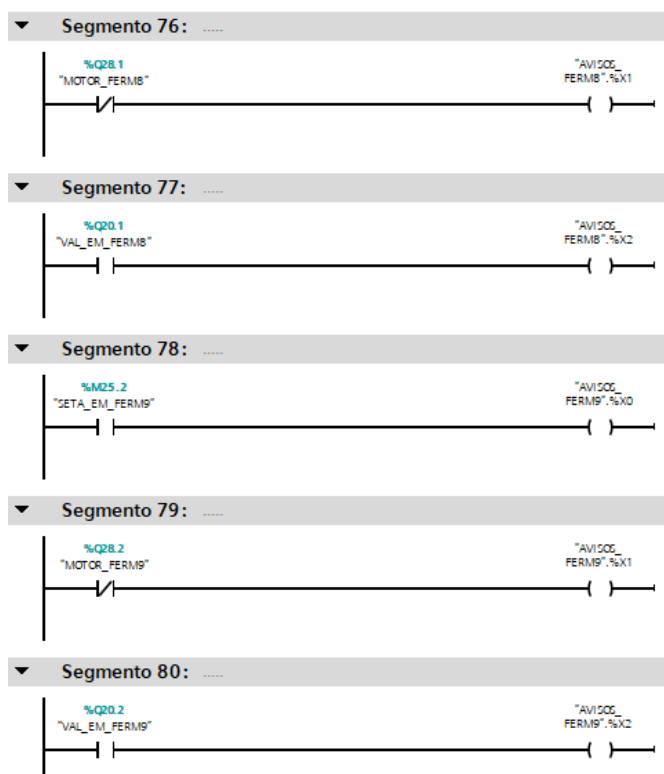 Segmento 76: .....
%Q28.1
"MOTOR_FERM8"
"AVISOS_
FERM8".%X1
Segmento 77: .....
%Q20.1
"VAL_EM_FERM8"
"AVISOS_
FERM8".%X2
Segmento 78: .....
%M25.2
"SETA_EM_FERM9"
"AVISOS_
FERM9".%X0
Segmento 79: .....
%Q28.2
"MOTOR_FERM9"
"AVISOS_
FERM9".%X1
Segmento 80: .....
%Q20.2
"VAL_EM_FERM9"
"AVISOS_
FERM9".%X2